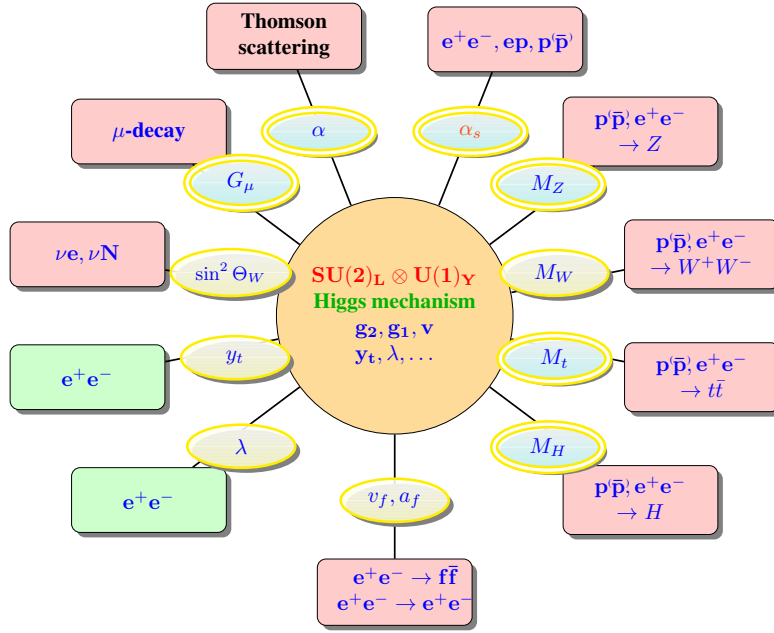 Thomson
scattering
e⁺e⁻, ep, p⁽p̄⁾
α
α_s
μ-decay
p⁽p̄⁾, e⁺e⁻
→ Z
G_μ
M_Z
νe, νN
sin² Θ_W
SU(2)_L ⊗ U(1)_Y
Higgs mechanism
g₂, g₁, v
y_t, λ, . . .
M_W
p⁽p̄⁾, e⁺e⁻
→ W⁺W⁻
e⁺e⁻
y_t
M_t
p⁽p̄⁾, e⁺e⁻
→ tt̄
λ
M_H
e⁺e⁻
v_f, a_f
p⁽p̄⁾, e⁺e⁻
→ H
e⁺e⁻ → ff̄
e⁺e⁻ → e⁺e⁻